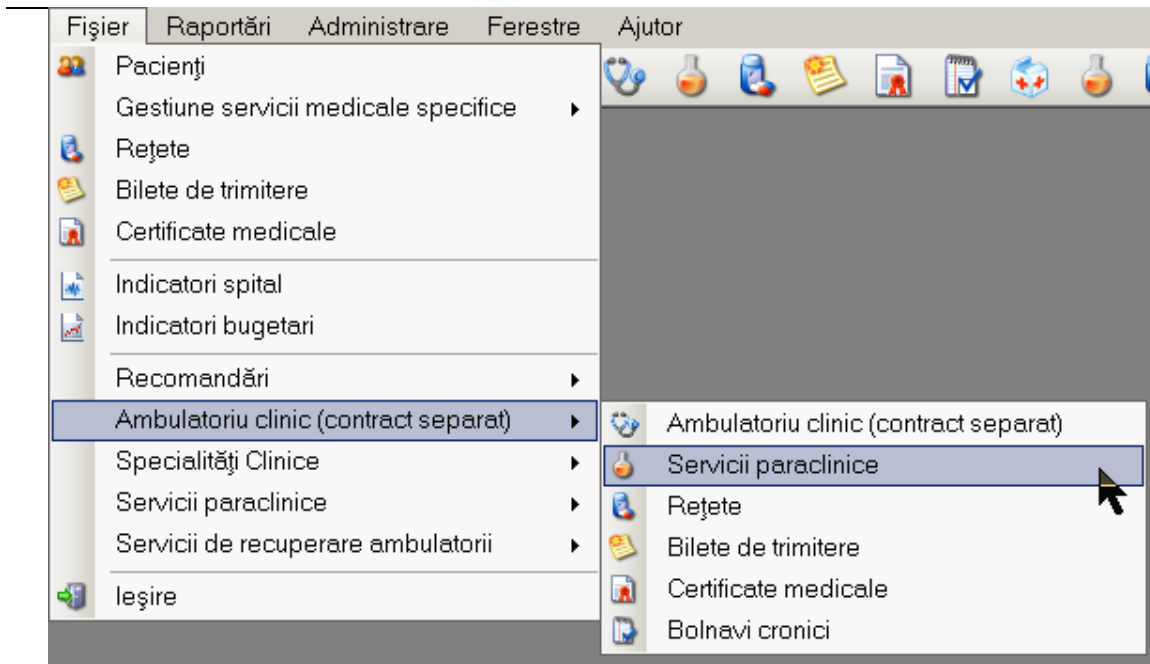 Fişier Raportări Administrare Ferestre Ajutor
Pacienţi
Gestiune servicii medicale specifice
Reţete
Bilete de trimitere
Certificate medicale
Indicatori spital
Indicatori bugetari
Recomandări
Ambulatoriu clinic (contract separat)
Specialităţi Clinice
Servicii paraclinice
Servicii de recuperare ambulatorii
Ieşire
Ambulatoriu clinic (contract separat)
Servicii paraclinice
Reţete
Bilete de trimitere
Certificate medicale
Bolnavi cronici